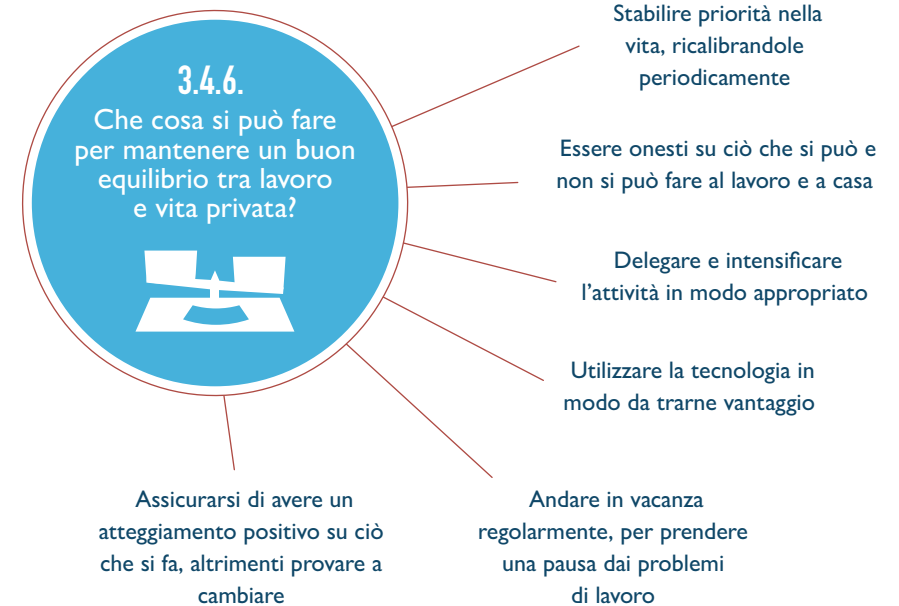 3.4.6.
Che cosa si può fare
per mantenere un buon
equilibrio tra lavoro
e vita privata?
Stabilire priorità nella
vita, ricalibrandole
periodicamente
Essere onesti su ciò che si può e
non si può fare al lavoro e a casa
Delegare e intensificare
l’attività in modo appropriato
Utilizzare la tecnologia in
modo da trarne vantaggio
Andare in vacanza
regolarmente, per prendere
una pausa dai problemi
di lavoro
Assicurarsi di avere un
atteggiamento positivo su ciò
che si fa, altrimenti provare a
cambiare